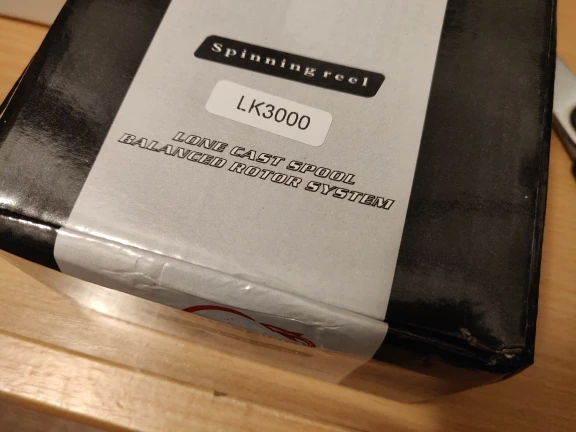 Spinning reel
LK3000
LONE CAST SPOOL
BALANCED ROTOR SYSTEM